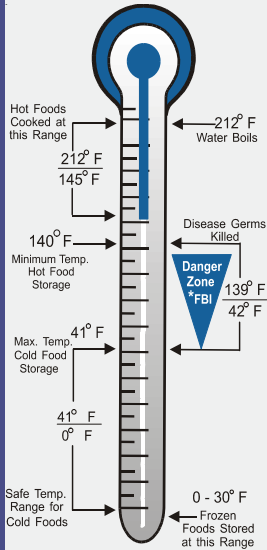 Hot Foods
Cooked at
this Range
212° F
145° F
212° F
Water Boils
140° F
Minimum Temp.
Hot Food
Storage
Disease Germs
Killed
Danger
Zone
*FBI
139° F
42° F
41° F
Max. Temp.
Cold Food
Storage
41° F
0° F
Safe Temp.
Range for
Cold Foods
0 - 30° F
Frozen
Foods Stored
at this Range